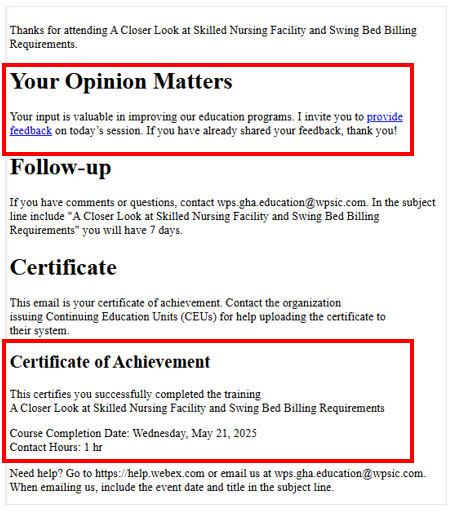 Thanks for attending A Closer Look at Skilled Nursing Facility and Swing Bed Billing
Requirements.
Your Opinion Matters
Your input is valuable in improving our education programs. I invite you to provide
feedback on today's session. If you have already shared your feedback, thank you!
Follow-up
If you have comments or questions, contact wps.gha.education@wpsic.com. In the subject
line include "A Closer Look at Skilled Nursing Facility and Swing Bed Billing
Requirements" you will have 7 days.
Certificate
This email is your certificate of achievement. Contact the organization
issuing Continuing Education Units (CEUs) for help uploading the certificate to
their system.
Certificate of Achievement
This certifies you successfully completed the training
A Closer Look at Skilled Nursing Facility and Swing Bed Billing Requirements
Course Completion Date: Wednesday, May 21, 2025
Contact Hours: 1 hr
Need help? Go to https://help.webex.com or email us at wps.gha.education@wpsic.com.
When emailing us, include the event date and title in the subject line.